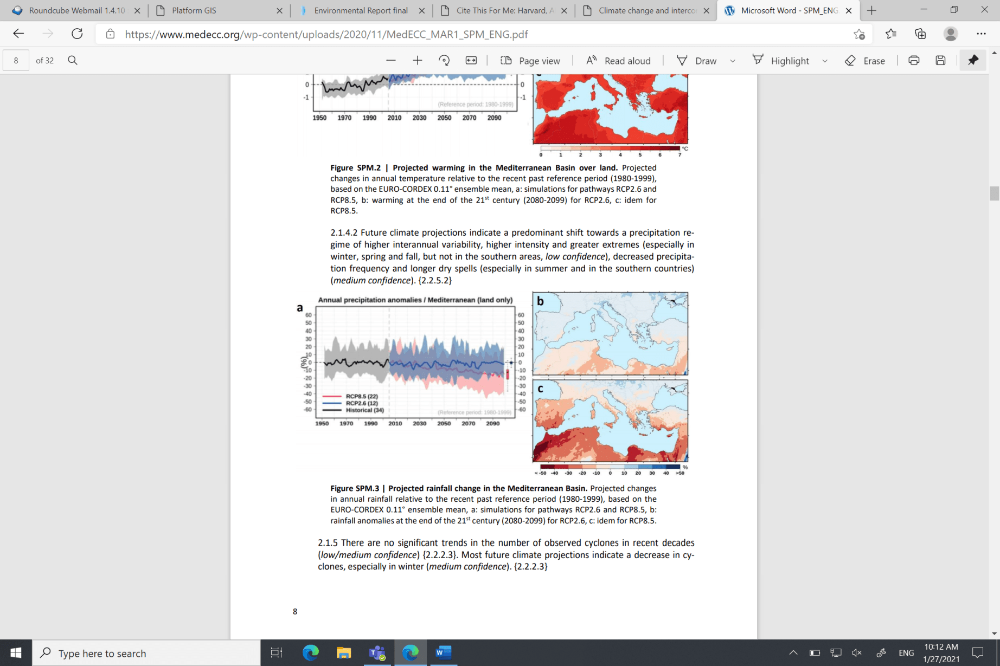 Roundcube Webmail 1.4.10
Platform GIS
Environmental Report final
Cite This For Me: Harvard, A
Climate change and interco
Microsoft Word - SPM_ENG
https://www.medecc.org/wp-content/uploads/2020/11/MedECC_MAR1_SPM_ENG.pdf
8 of 32
Page view
Read aloud
Draw
Highlight
Erase
0 0
-1 -1
(Reference period: 1980-1999)
1950 1970 1990 2010 2030 2050 2070 2090
°C
0 1 2 3 4 5 6 7
Figure SPM.2 | Projected warming in the Mediterranean Basin over land. Projected
changes in annual temperature relative to the recent past reference period (1980-1999),
based on the EURO-CORDEX 0.11° ensemble mean, a: simulations for pathways RCP2.6 and
RCP8.5, b: warming at the end of the 21st century (2080-2099) for RCP2.6, c: idem for
RCP8.5.
2.1.4.2 Future climate projections indicate a predominant shift towards a precipitation re-
gime of higher interannual variability, higher intensity and greater extremes (especially in
winter, spring and fall, but not in the southern areas, low confidence), decreased precipita-
tion frequency and longer dry spells (especially in summer and in the southern countries)
(medium confidence). {2.2.5.2}
Annual precipitation anomalies / Mediterranean (land only)
a
60 60
50 50
40 40
30 30
20 20
10 10
0 0
-10 -10
-20 -20
-30 -30
-40 -40
-50 -50
-60 -60
(%)
RCP8.5 (22)
RCP2.6 (12)
Historical (34)
(Reference period: 1980-1999)
1950 1970 1990 2010 2030 2050 2070 2090
b
c
%
<-50 -40 -30 -20 -10 0 10 20 30 40 >50
Figure SPM.3 | Projected rainfall change in the Mediterranean Basin. Projected changes
in annual rainfall relative to the recent past reference period (1980-1999), based on the
EURO-CORDEX 0.11° ensemble mean, a: simulations for pathways RCP2.6 and RCP8.5, b:
rainfall anomalies at the end of the 21st century (2080-2099) for RCP2.6, c: idem for RCP8.5.
2.1.5 There are no significant trends in the number of observed cyclones in recent decades
(low/medium confidence) {2.2.2.3}. Most future climate projections indicate a decrease in cy-
clones, especially in winter (medium confidence). {2.2.2.3}
8
Type here to search
ENG
10:12 AM
1/27/2021